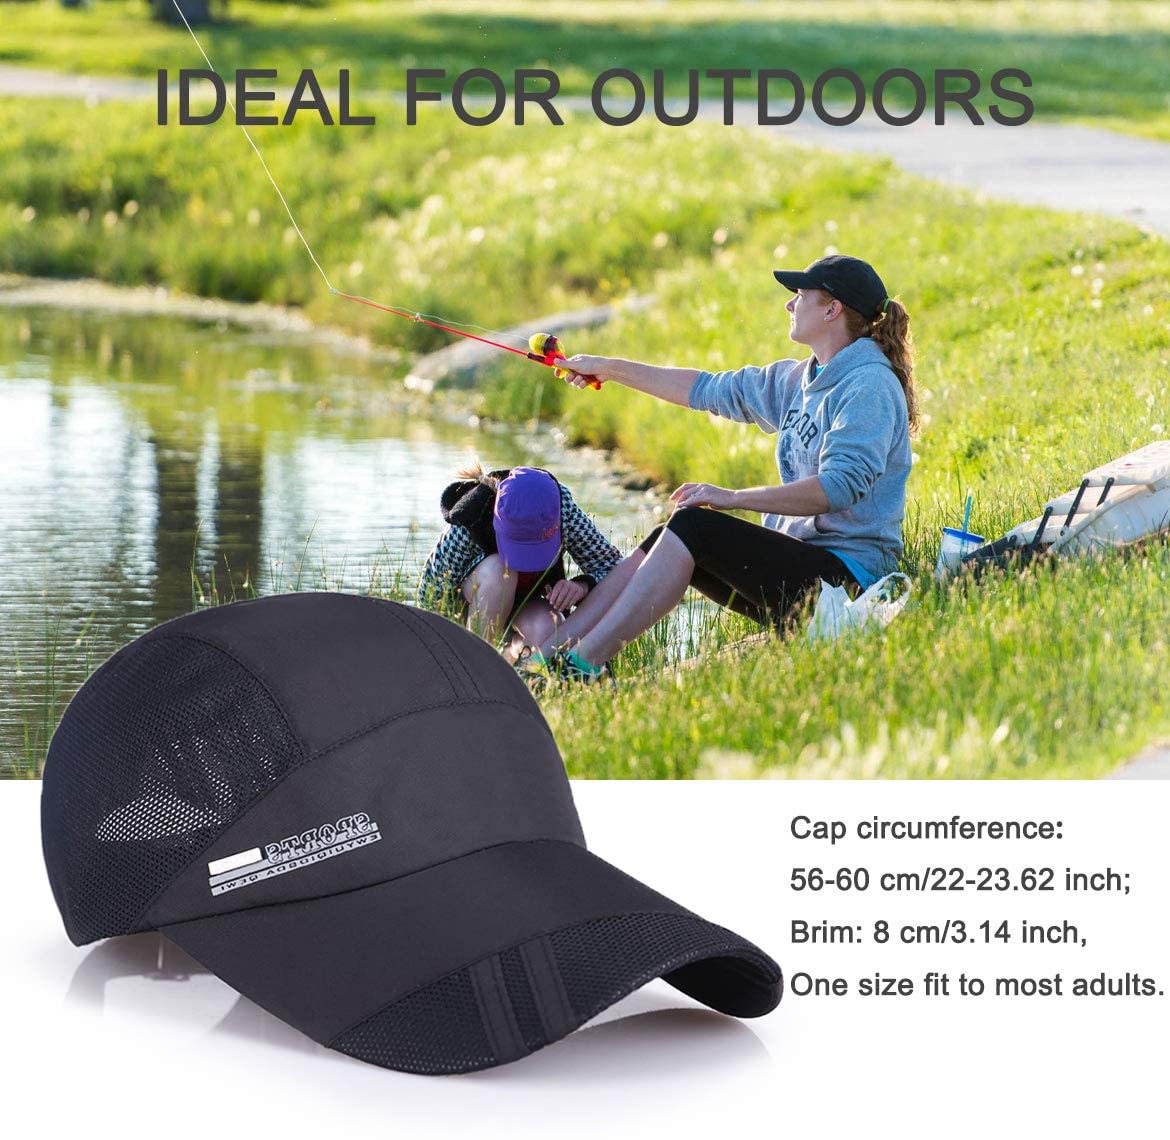 IDEAL FOR OUTDOORS
SPORTS
Cap circumference:
56-60 cm/22-23.62 inch;
Brim: 8 cm/3.14 inch,
One size fit to most adults.